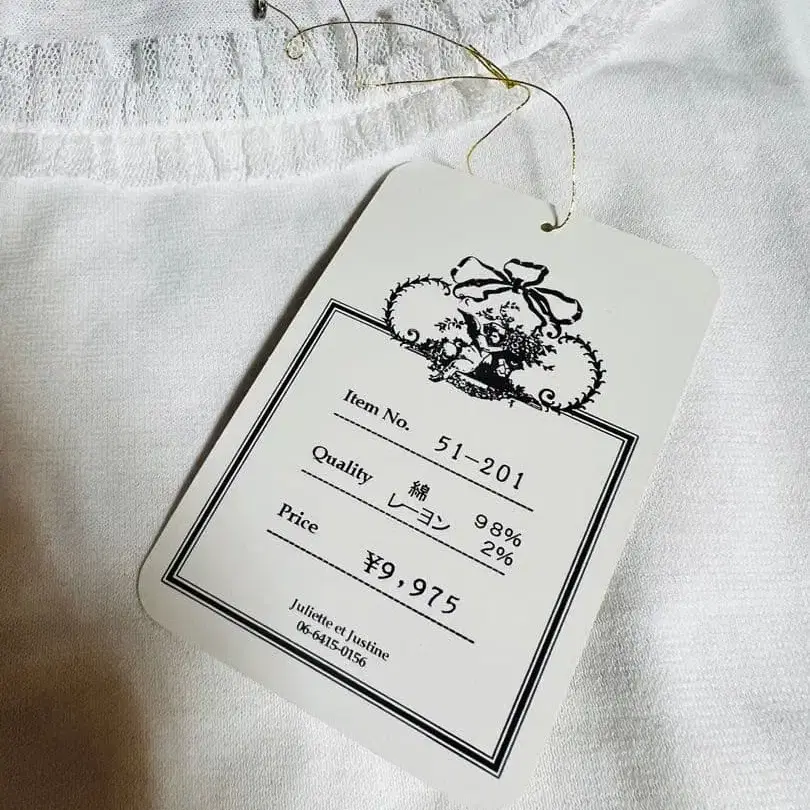 Item No. 51-201
Quality 綿 98%
レーヨン 2%
Price ¥9,975
Juliette et Justine
06-6415-0156